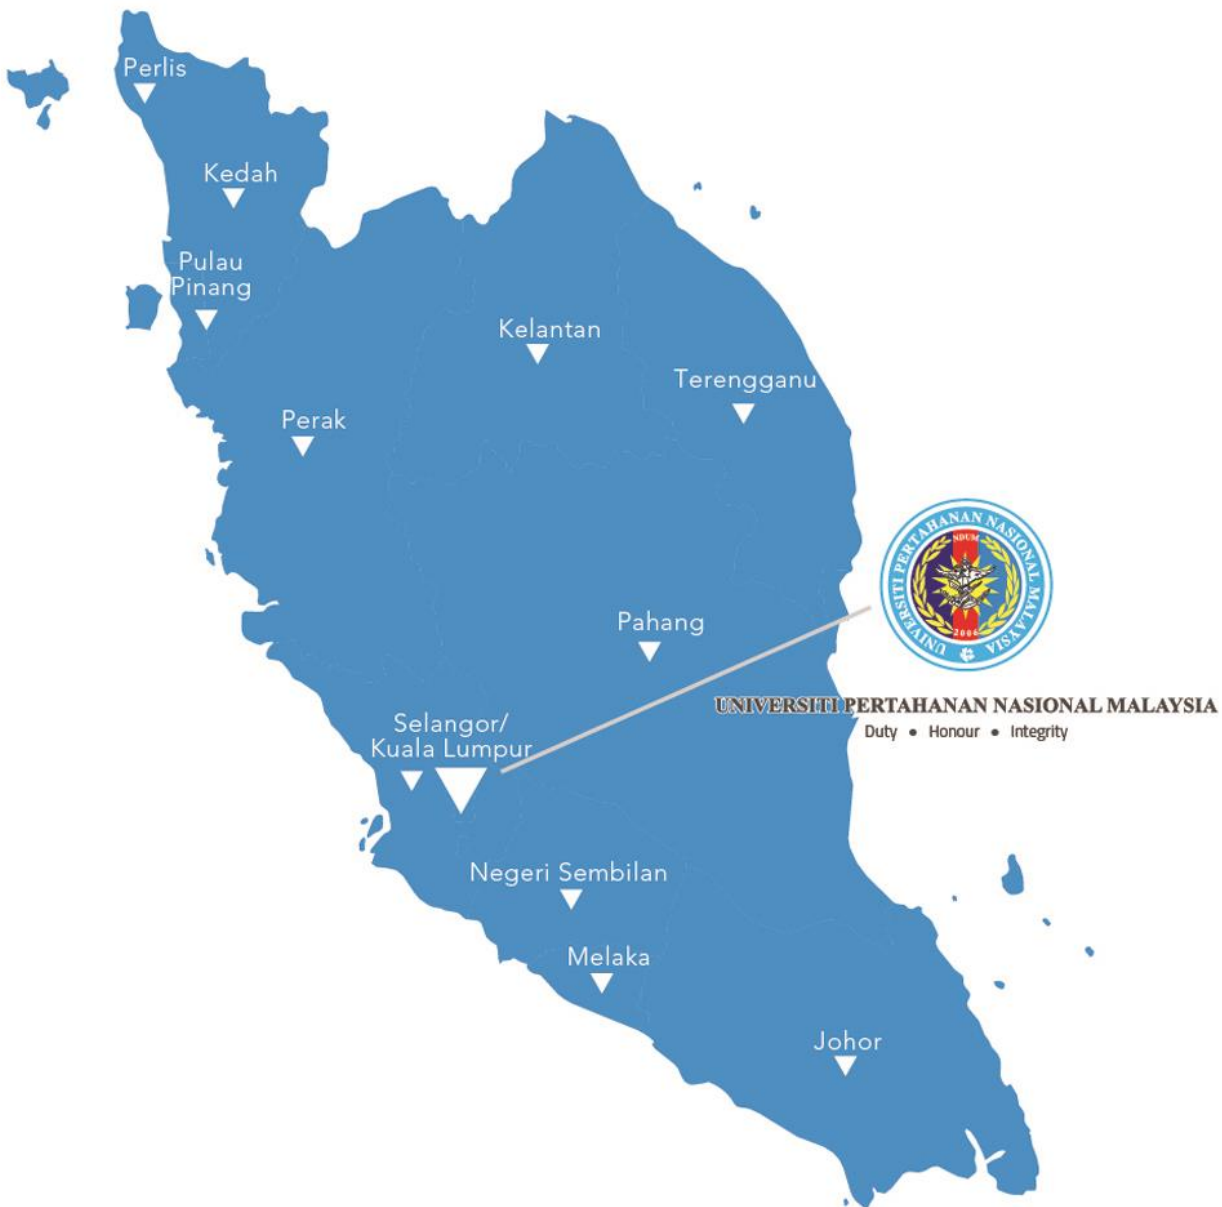 Perlis
Kedah
Pulau
Pinang
Kelantan
Terengganu
Perak
UNIVERSITI PERTAHANAN NASIONAL MALAYSIA
NDUM
2006
Pahang
UNIVERSITI PERTAHANAN NASIONAL MALAYSIA
Duty • Honour • Integrity
Selangor/
Kuala Lumpur
Negeri Sembilan
Melaka
Johor